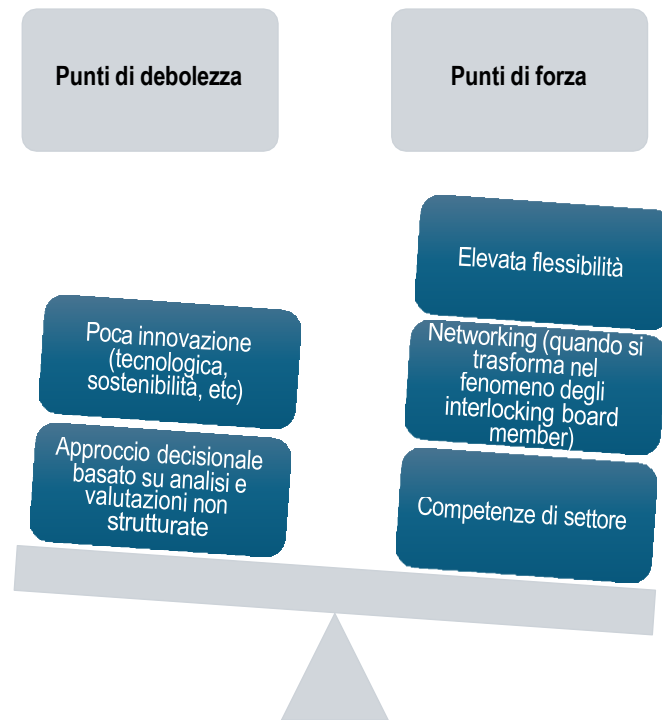 Punti di debolezza
Punti di forza
Elevata flessibilità
Networking (quando si
trasforma nel
fenomeno degli
interlocking board
member)
Competenze di settore
Poca innovazione
(tecnologica,
sostenibilità, etc)
Approccio decisionale
basato su analisi e
valutazioni non
strutturate